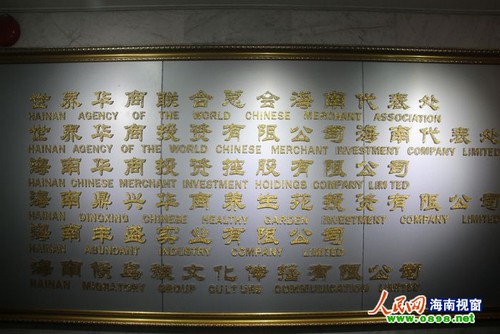 世界华商联合总会海南代表处
HAINAN AGENCY OF THE WORLD CHINESE MERCHANT ASSOCIATION
世界华商投资有限公司海南代表处
HAINAN AGENCY OF THE WORLD CHINESE MERCHANT INVESTMENT COMPANY LIMITED
海南华商投资控股有限公司
HAINAN CHINESE MERCHANT INVESTMENT HOLDINGS COMPANY LIMITED
海南鼎兴华商养生苑投资有限公司
HAINAN DINGXING CHINESE HEALTHY GARDEN INVESTMENT COMPANY LIMITED
海南丰盛实业有限公司
HAINAN ABUNDANT INDUSTRY COMPANY LIMITED
海南候鸟族文化传播有限公司
HAINAN MIGRATORY GROUP CULTURE COMMUNICATION LIMITED
人民网 海南视窗
www.oasa.net